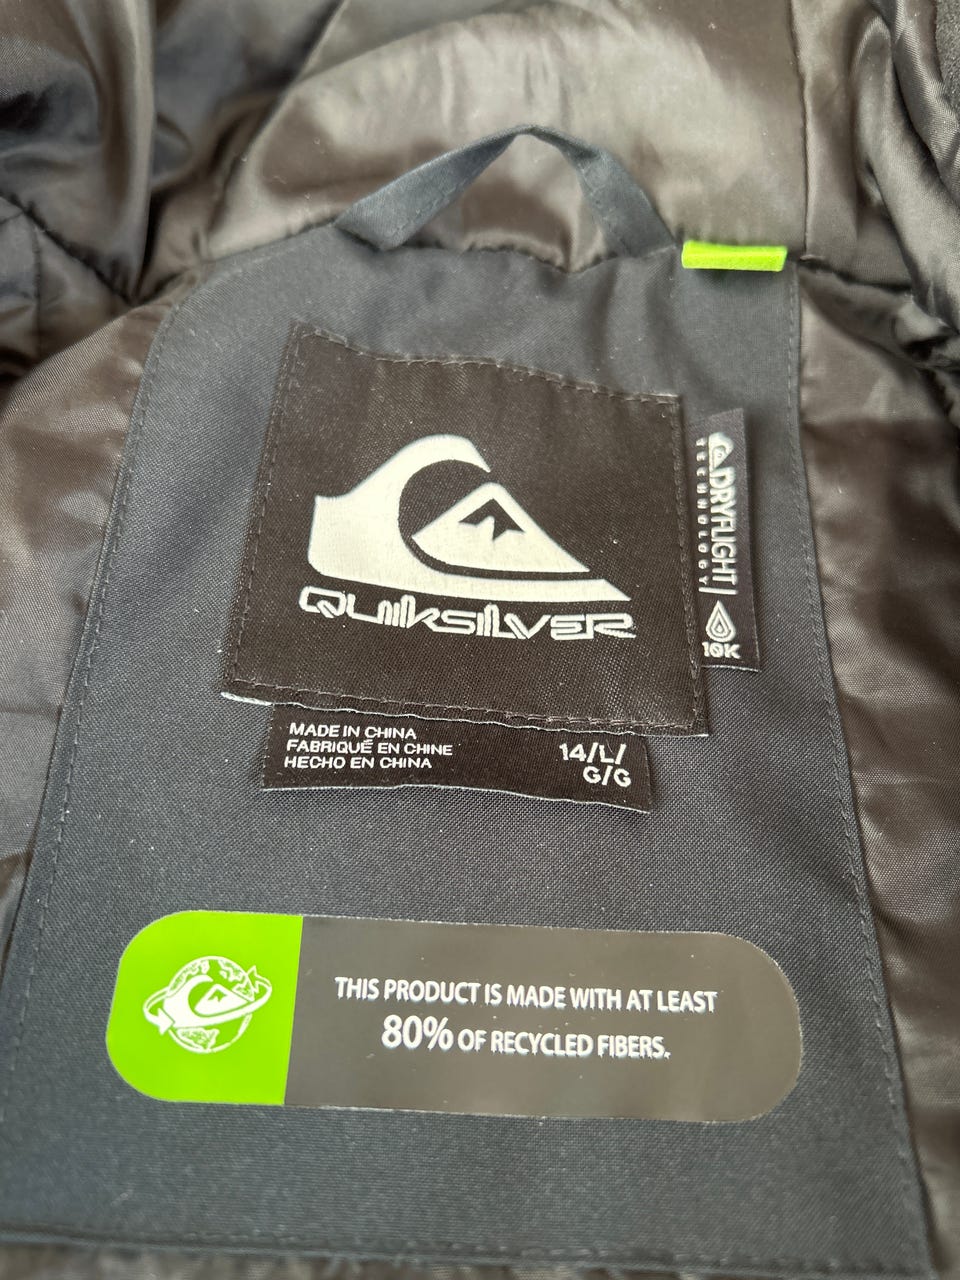 QUIKSILVER
DRYFLIGHT
TECHNOLOGY
10K
MADE IN CHINA
FABRIQUÉ EN CHINE
HECHO EN CHINA
14/L/
G/G
THIS PRODUCT IS MADE WITH AT LEAST
80% OF RECYCLED FIBERS.